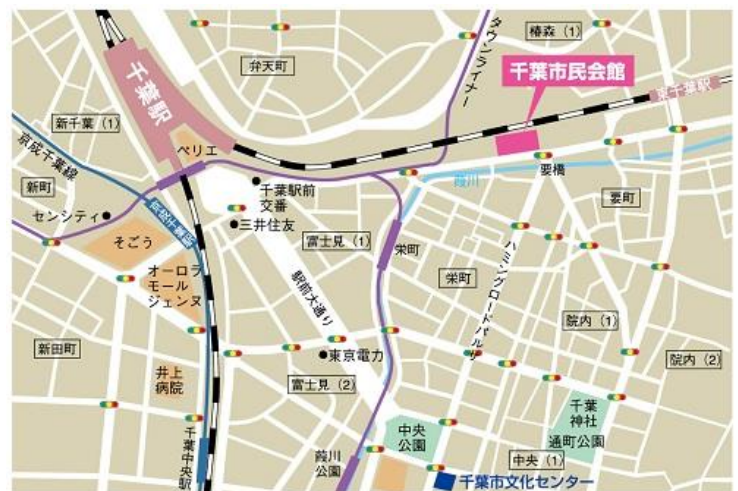 椿森（1）
タウンライナー
弁天町
千葉市民会館
千葉駅
東千葉駅
新千葉（1）
ペリエ
京成千葉線
要橋
葭川
新町
千葉駅前
交番
要町
センシティ
三井住友
京成千葉駅
そごう
富士見（1）
栄町
オーロラ
モール
ジェンヌ
栄町
ハミングロードパルサ
駅前大通り
院内（1）
新田町
東京電力
院内（2）
井上
病院
富士見（2）
千葉
神社
中央
公園
通町公園
千葉中央駅
葭川
公園
中央（1）
千葉市文化センター